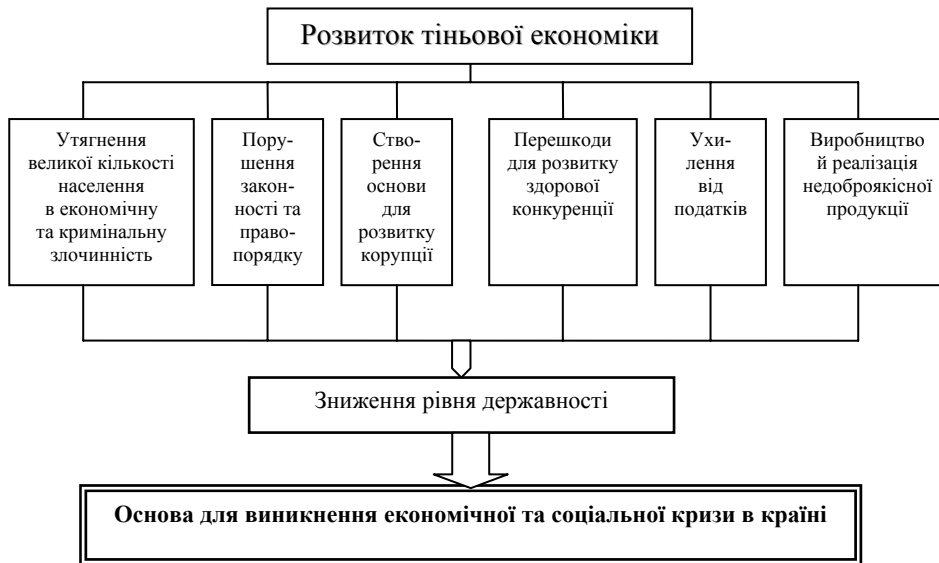 Розвиток тіньової економіки
Утягнення
великої кількості
населення
в економічну
та кримінальну
злочинність
Пору-
шення
закон-
ності та
право-
порядку
Ство-
рення
основи
для
розвитку
корупції
Перешкоди
для розвитку
здорової
конкуренції
Ухи-
лення
від
податків
Виробництво
й реалізація
недоброякісної
продукції
Зниження рівня державності
Основа для виникнення економічної та соціальної кризи в країні